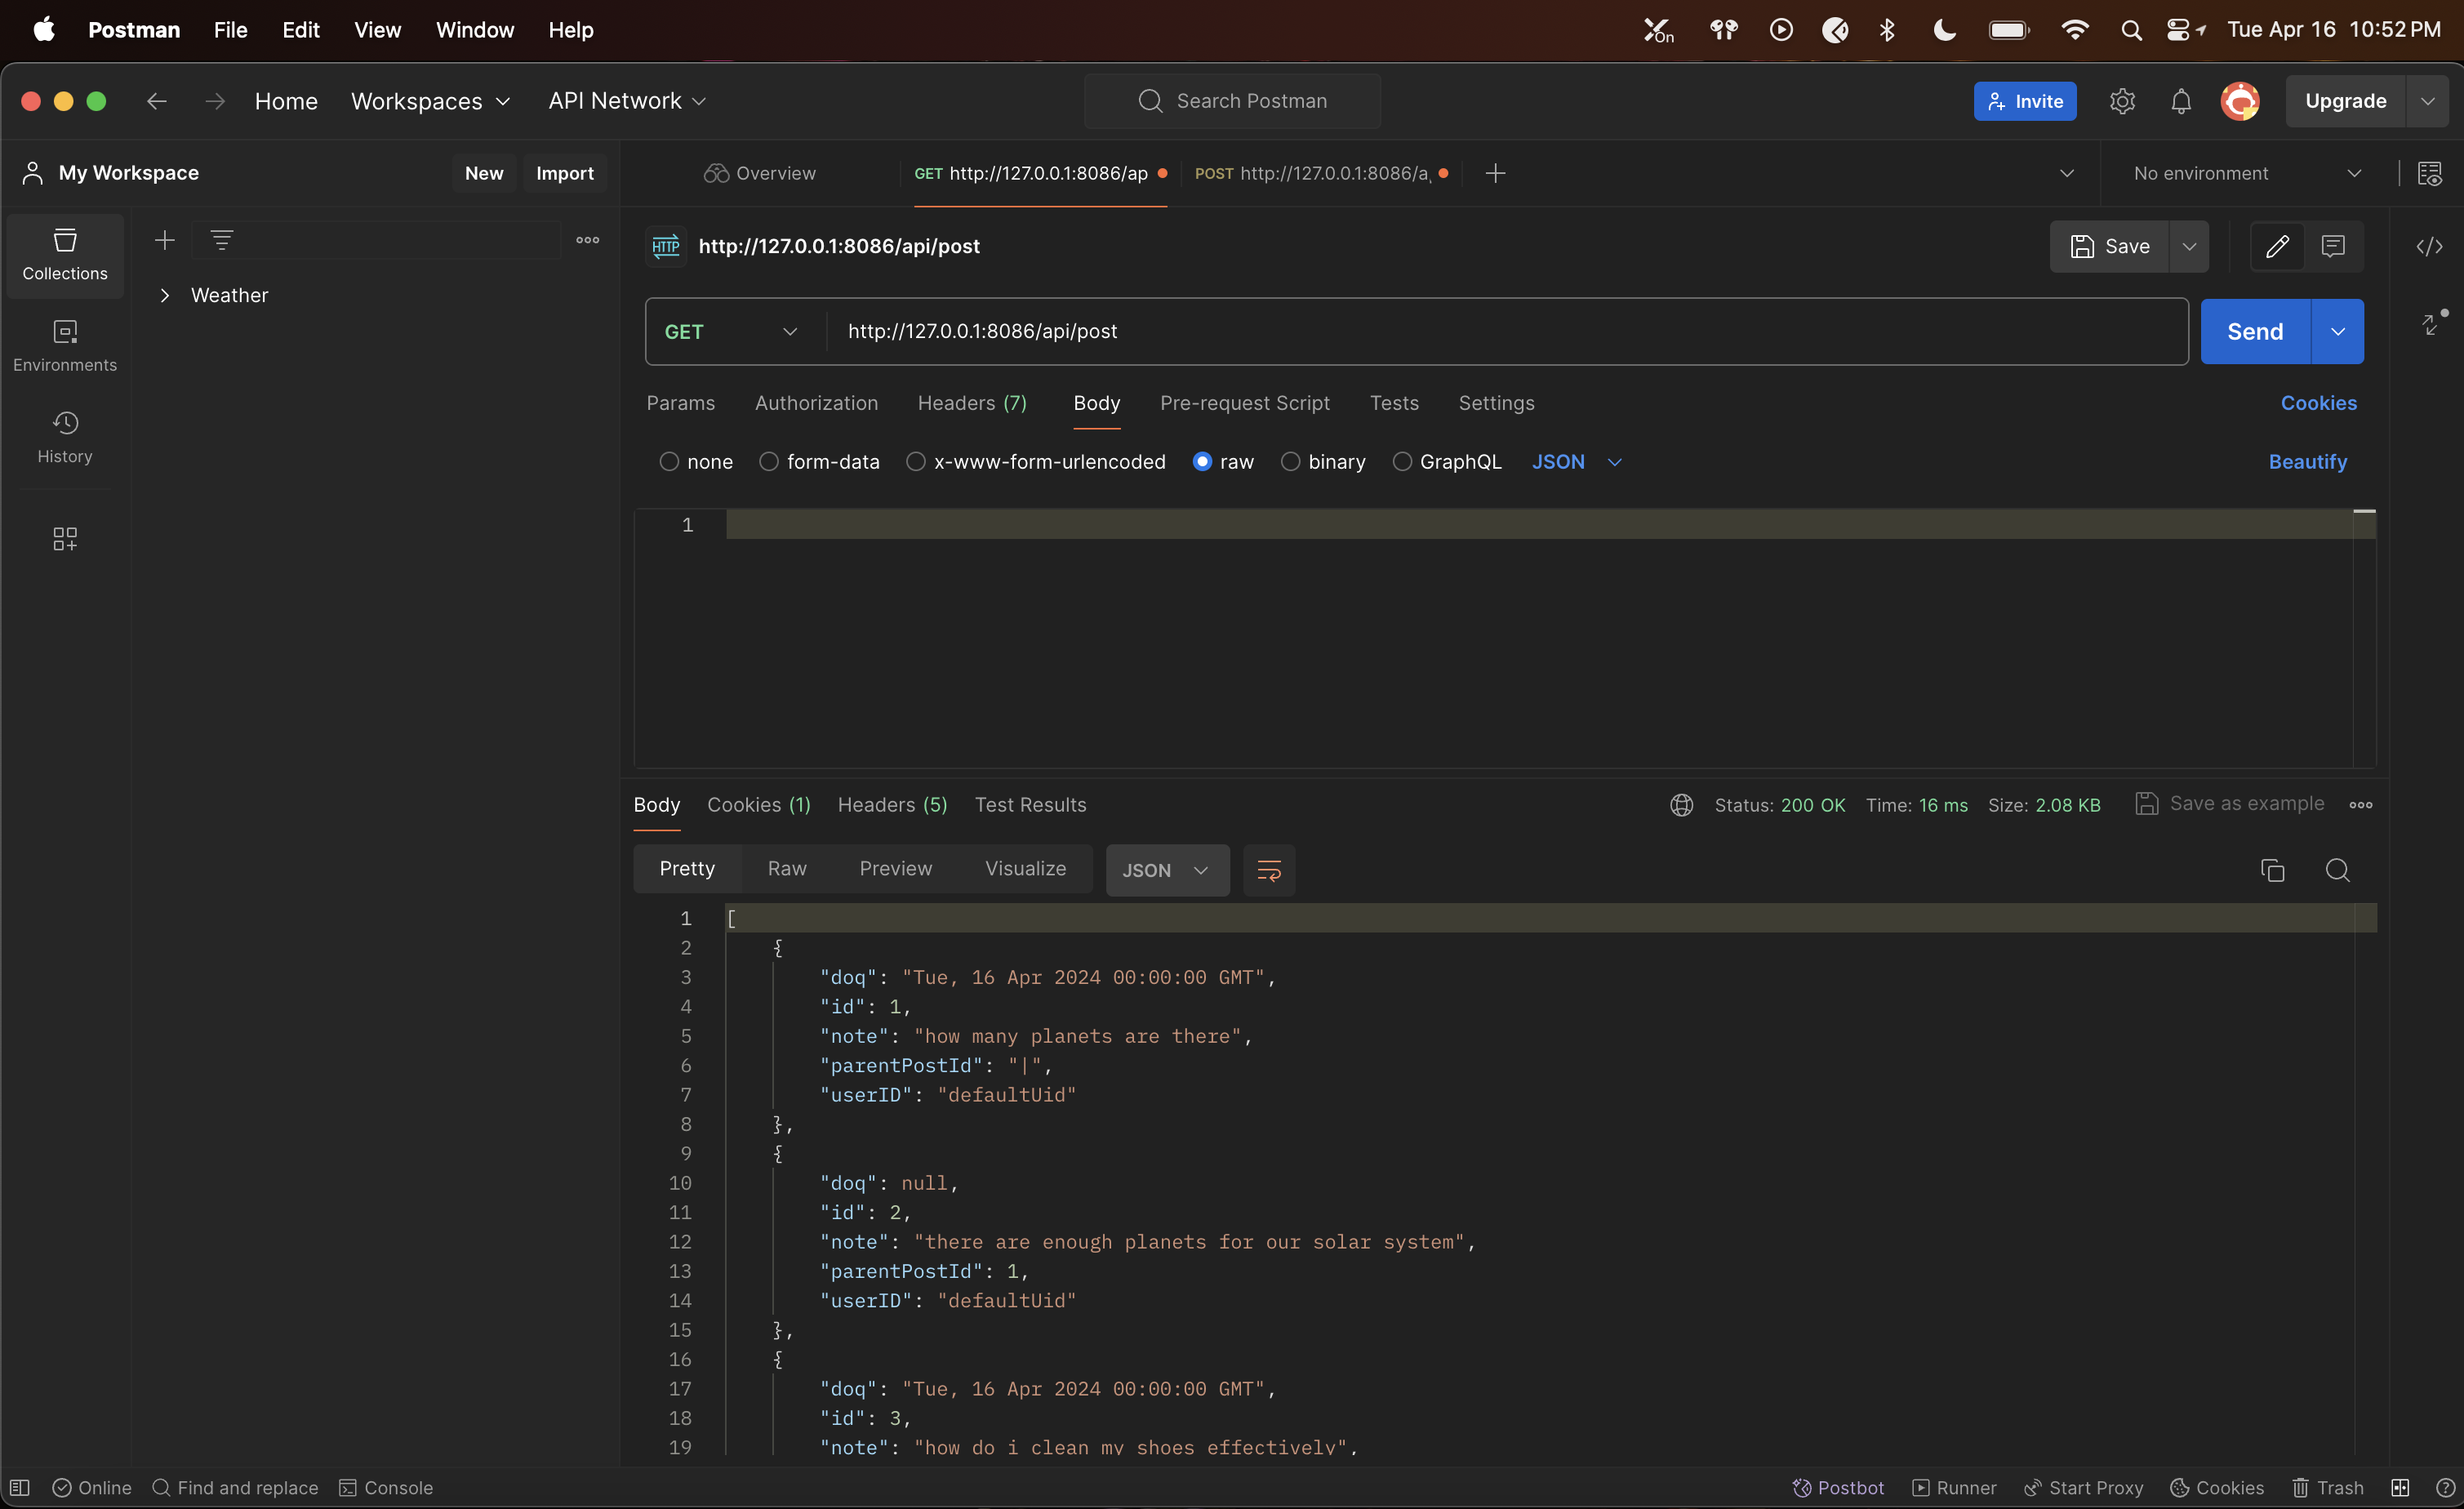 Postman File Edit View Window Help On Tue Apr 16 10:52 PM
Home Workspaces API Network Search Postman Invite Upgrade
My Workspace New Import Overview GET http://127.0.0.1:8086/ap POST http://127.0.0.1:8086/a, No environment
Collections
Environments
History
Weather
HTTP http://127.0.0.1:8086/api/post Save
GET http://127.0.0.1:8086/api/post Send
Params Authorization Headers (7) Body Pre-request Script Tests Settings Cookies
none form-data x-www-form-urlencoded raw binary GraphQL JSON Beautify
1
Body Cookies (1) Headers (5) Test Results Status: 200 OK Time: 16 ms Size: 2.08 KB Save as example
Pretty Raw Preview Visualize JSON
1 [
2 {
3 "doq": "Tue, 16 Apr 2024 00:00:00 GMT",
4 "id": 1,
5 "note": "how many planets are there",
6 "parentPostId": "|",
7 "userID": "defaultUid"
8 },
9 {
10 "doq": null,
11 "id": 2,
12 "note": "there are enough planets for our solar system",
13 "parentPostId": 1,
14 "userID": "defaultUid"
15 },
16 {
17 "doq": "Tue, 16 Apr 2024 00:00:00 GMT",
18 "id": 3,
19 "note": "how do i clean my shoes effectively",
Online Find and replace Console Postbot Runner Start Proxy Cookies Trash